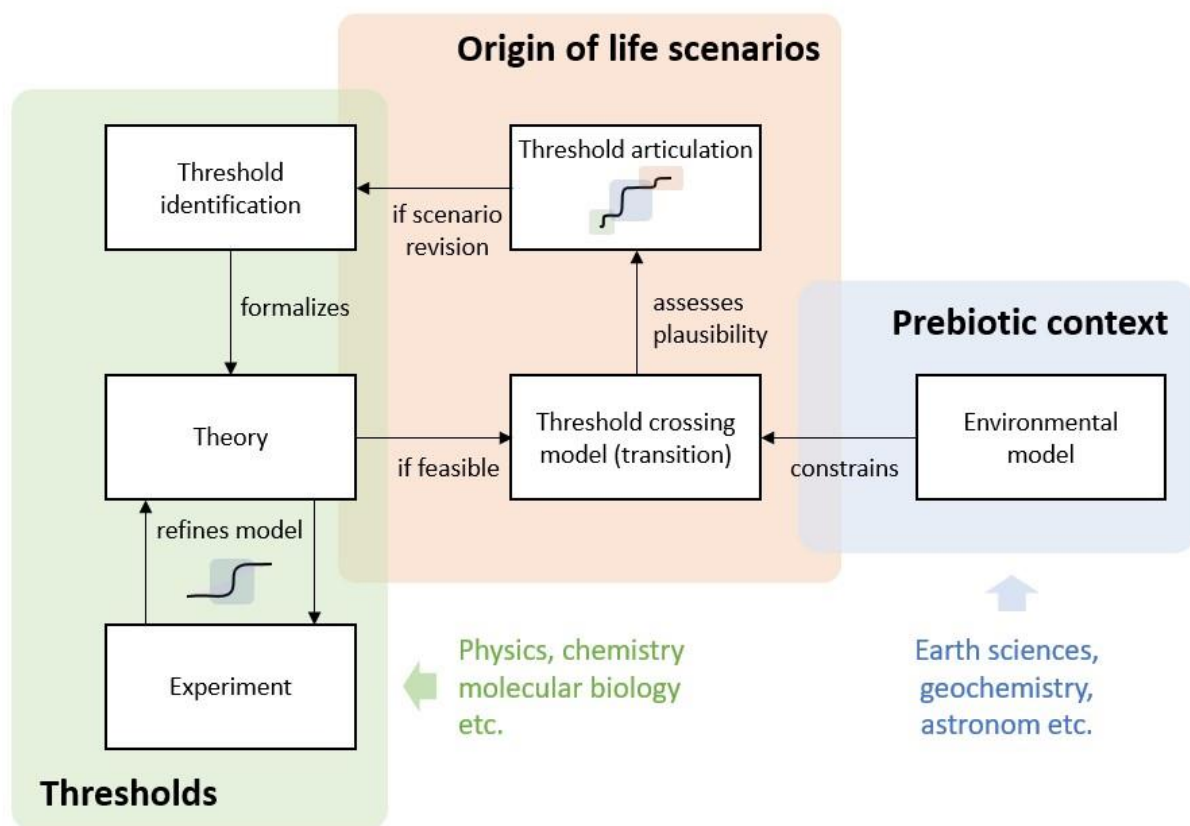 Origin of life scenarios
Threshold
identification
Threshold articulation
if scenario
revision
formalizes
assesses
plausibility
Prebiotic context
Theory
if feasible
Threshold crossing
model (transition)
constrains
Environmental
model
refines model
Experiment
Physics, chemistry
molecular biology
etc.
Earth sciences,
geochemistry,
astronom etc.
Thresholds